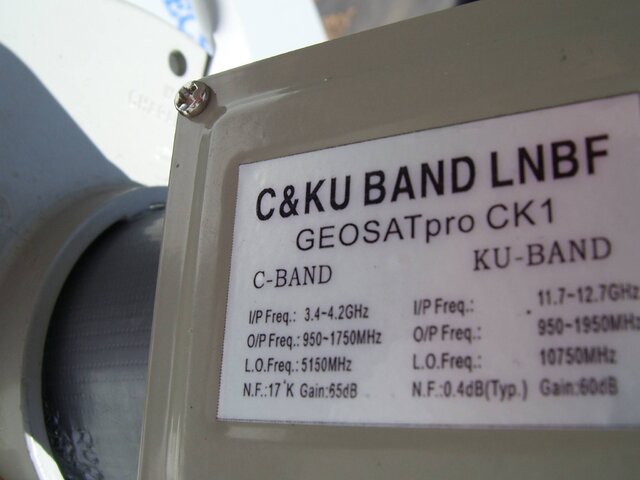 C&KU BAND LNBF
GEOSATpro CK1
C-BAND
I/P Freq.: 3.4~4.2GHz
O/P Freq.: 950~1750MHz
L.O.Freq.: 5150MHz
N.F.:17°K Gain:65dB
KU-BAND
I/P Freq.: 11.7~12.7GHz
O/P Freq.: 950~1950MHz
L.O.Freq.: 10750MHz
N.F.:0.4dB(Typ.) Gain:60dB